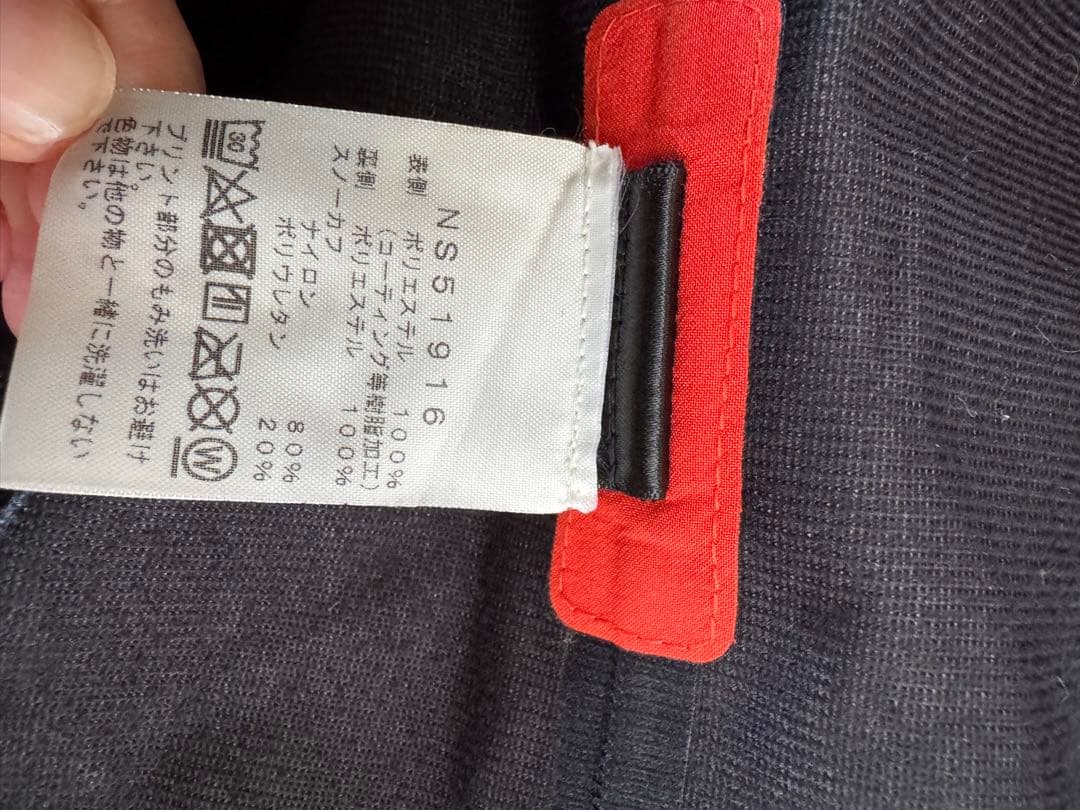 NS51916
表側 ポリエステル 100%
(コーティング等樹脂加工)
裏側 ポリエステル 100%
スノーカフ
ナイロン 80%
ポリウレタン 20%
30
W
プリント部分のもみ洗いはお避け
下さい。
色物は他の物と一緒に洗濯しない
で下さい。